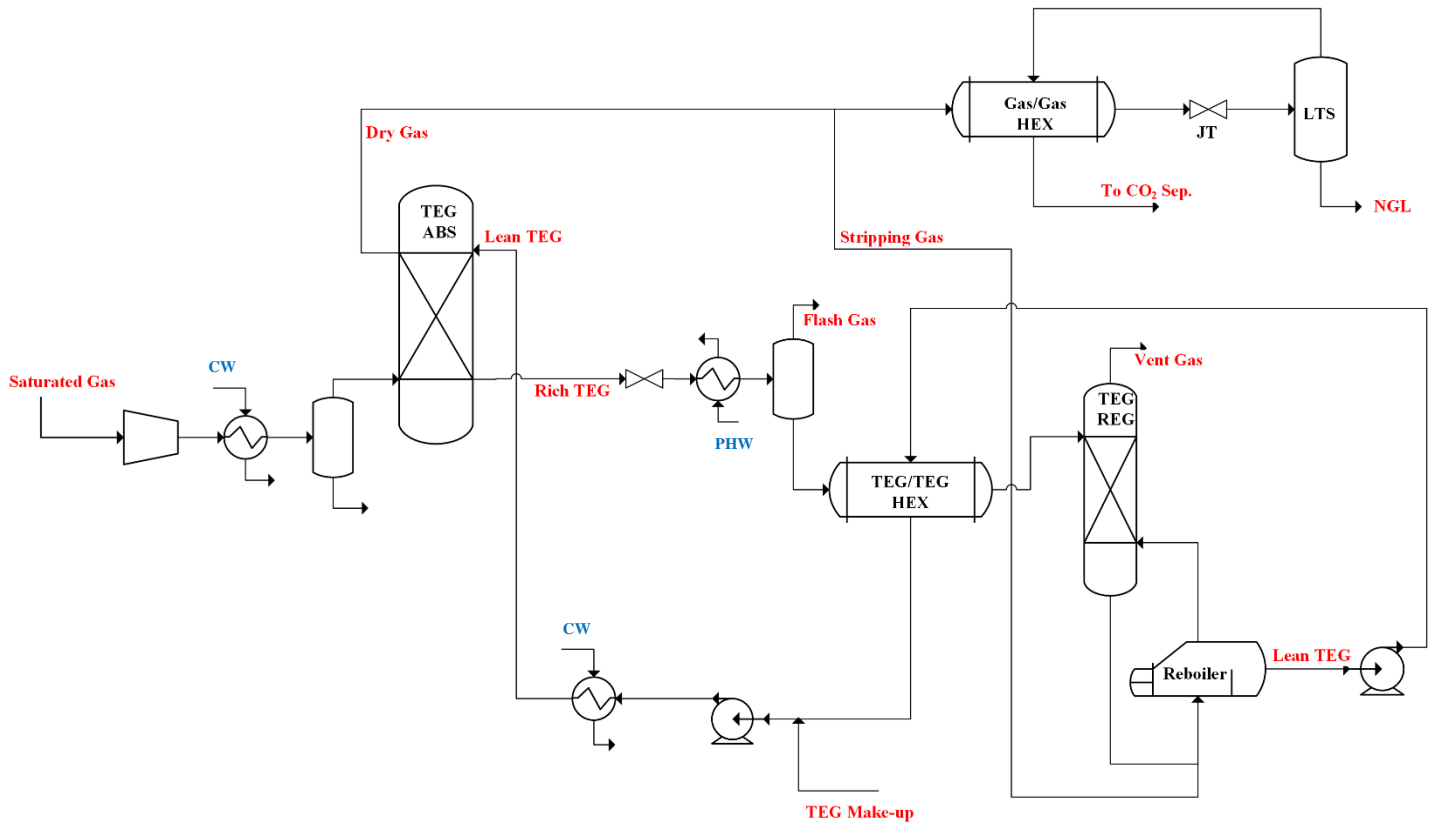 Gas/Gas
HEX
JT
LTS
Dry Gas
To CO₂ Sep.
NGL
TEG
ABS
Lean TEG
Stripping Gas
Flash Gas
Vent Gas
CW
Saturated Gas
Rich TEG
PHW
TEG
REG
TEG/TEG
HEX
CW
Reboiler
Lean TEG
TEG Make-up